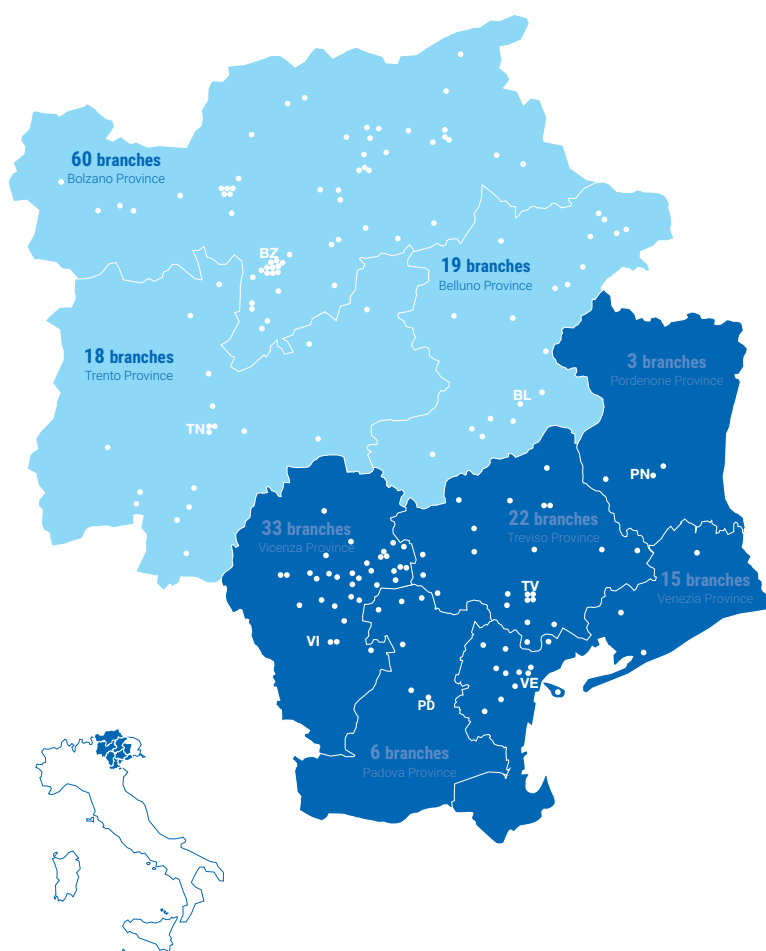 60 branches
Bolzano Province
BZ
19 branches
Belluno Province
18 branches
Trento Province
3 branches
Pordenone Province
BL
TN
PN
33 branches
Vicenza Province
22 branches
Treviso Province
15 branches
Venezia Province
TV
VI
VE
PD
6 branches
Padova Province